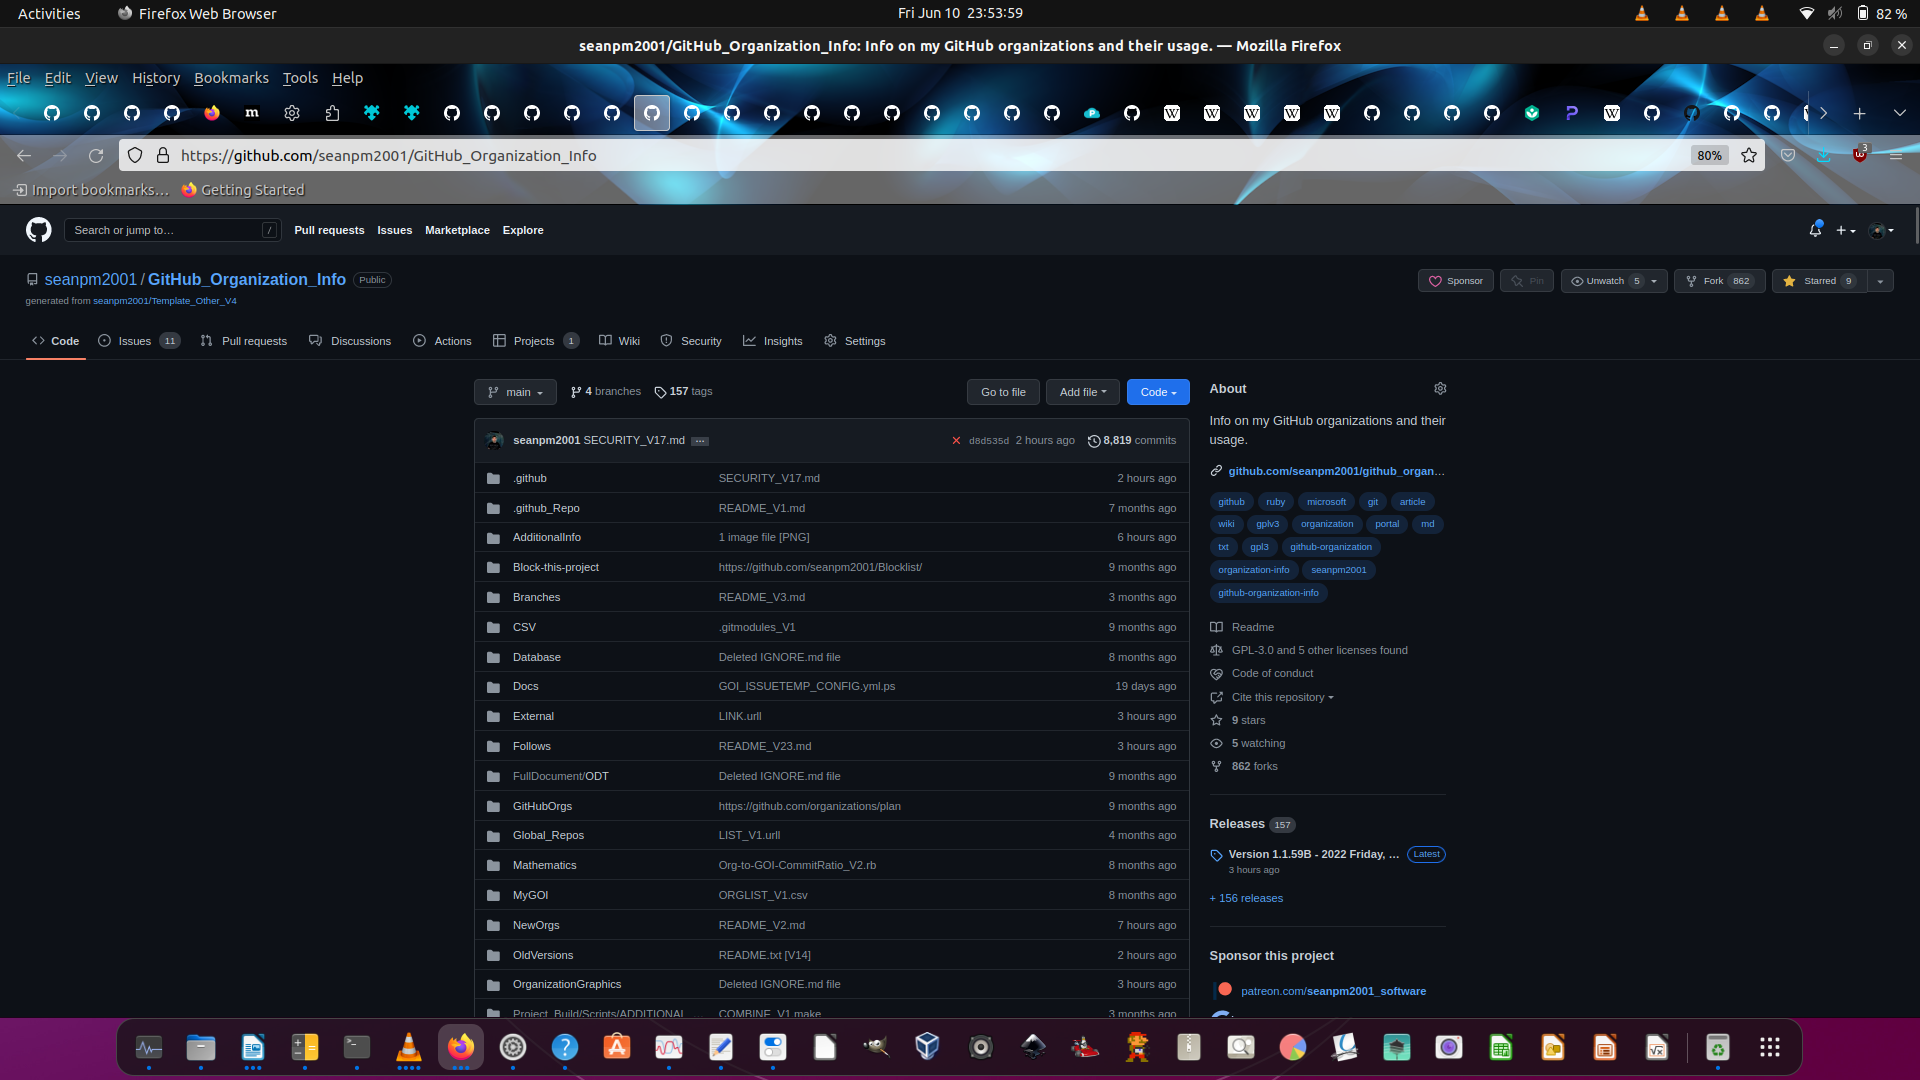 Activities
Firefox Web Browser
Fri Jun 10 23:53:59
82 %
seanpm2001/GitHub_Organization_Info: Info on my GitHub organizations and their usage. — Mozilla Firefox
File Edit View History Bookmarks Tools Help
https://github.com/seanpm2001/GitHub_Organization_Info
80%
3
Import bookmarks...
Getting Started
Search or jump to...
/
Pull requests Issues Marketplace Explore
seanpm2001 / GitHub_Organization_Info Public
Sponsor
Pin
Unwatch 5
Fork 862
Starred 9
generated from seanpm2001/Template_Other_V4
Code
Issues 11
Pull requests
Discussions
Actions
Projects 1
Wiki
Security
Insights
Settings
main
4 branches
157 tags
Go to file
Add file
Code
seanpm2001 SECURITY_V17.md ...
d8d535d 2 hours ago
8,819 commits
.github SECURITY_V17.md 2 hours ago
.github_Repo README_V1.md 7 months ago
AdditionalInfo 1 image file [PNG] 6 hours ago
Block-this-project https://github.com/seanpm2001/Blocklist/ 9 months ago
Branches README_V3.md 3 months ago
CSV .gitmodules_V1 9 months ago
Database Deleted IGNORE.md file 8 months ago
Docs GOI_ISSUETEMP_CONFIG.yml.ps 19 days ago
External LINK.urll 3 hours ago
Follows README_V23.md 3 hours ago
FullDocument/ODT Deleted IGNORE.md file 9 months ago
GitHubOrgs https://github.com/organizations/plan 9 months ago
Global_Repos LIST_V1.urll 4 months ago
Mathematics Org-to-GOI-CommitRatio_V2.rb 8 months ago
MyGOI ORGLIST_V1.csv 8 months ago
NewOrgs README_V2.md 7 hours ago
OldVersions README.txt [V14] 2 hours ago
OrganizationGraphics Deleted IGNORE.md file 3 hours ago
Project_Build/Scripts/ADDITIONAL_... COMBINE_V1.make 3 months ago
About
Info on my GitHub organizations and their
usage.
github.com/seanpm2001/github_organ...
github ruby microsoft git article
wiki gplv3 organization portal md
txt gpl3 github-organization
organization-info seanpm2001
github-organization-info
Readme
GPL-3.0 and 5 other licenses found
Code of conduct
Cite this repository
9 stars
5 watching
862 forks
Releases 157
Version 1.1.59B - 2022 Friday, ... Latest
3 hours ago
+ 156 releases
Sponsor this project
patreon.com/seanpm2001_software